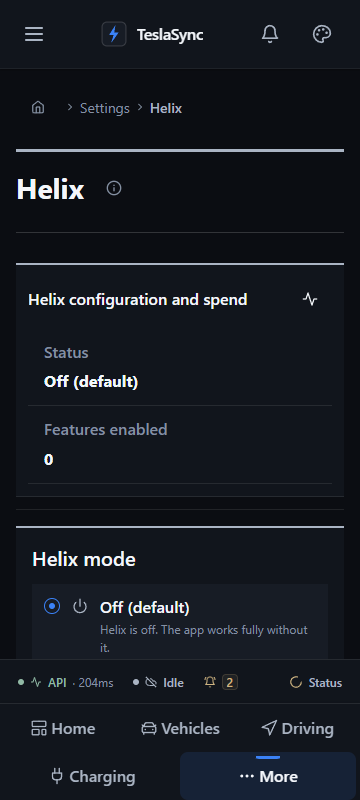 TeslaSync
Settings
Helix
Helix
Helix configuration and spend
Status
Off (default)
Features enabled
0
Helix mode
Off (default)
Helix is off. The app works fully without
it.
API · 204ms
Idle
2
Status
Home
Vehicles
Driving
Charging
More